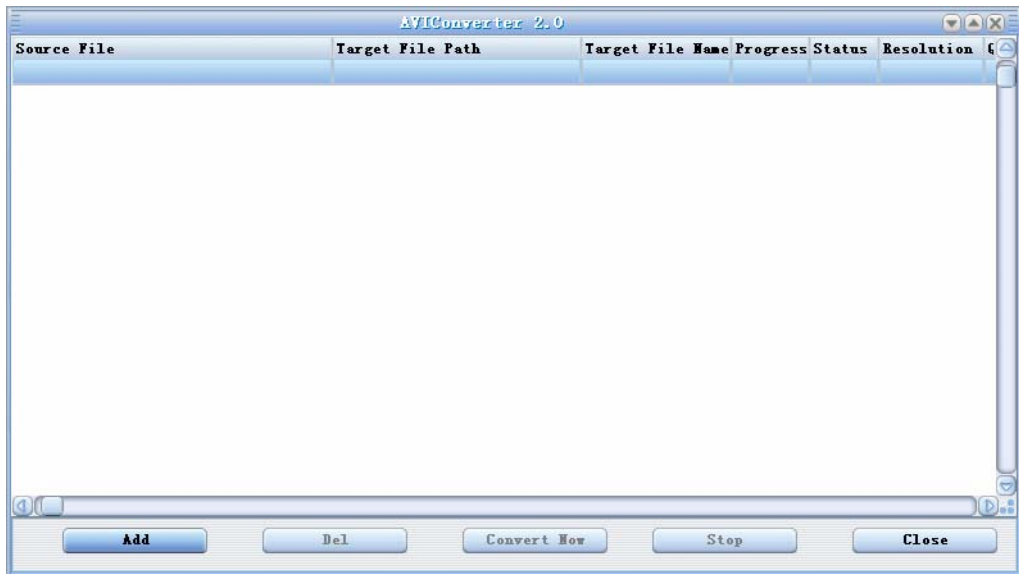 AVIConverter 2.0
Source File Target File Path Target File Name Progress Status Resolution
Add Del Convert Now Stop Close